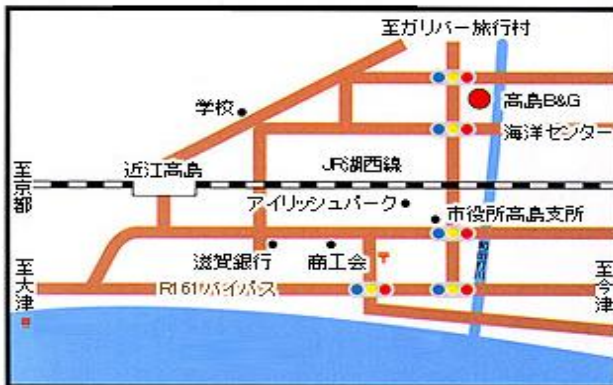 至ガリバー旅行村
高島B&G
海洋センター
学校
近江高島
JR湖西線
至京都
アイリッシュパーク
市役所高島支所
滋賀銀行
商工会
〒
至大津
R161バイパス
至今津